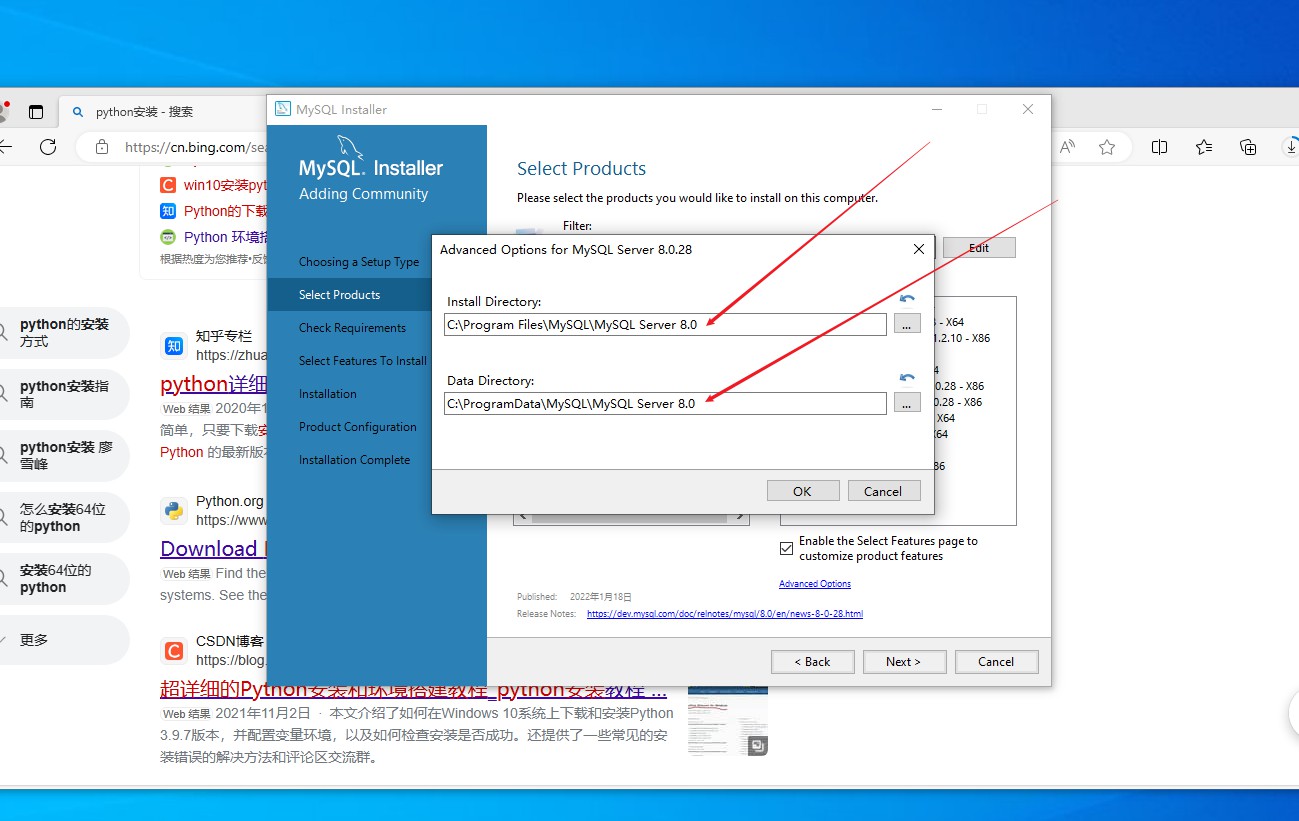 python安装 - 搜索
https://cn.bing.com/sea
win10安装pyt
Python的下载
Python 环境搭
根据热度为您推荐•反馈
python的安装
方式
python安装指
南
python安装 廖
雪峰
怎么安装64位
的python
安装64位的
python
更多
知乎专栏
https://zhua
python详细
Web 结果 2020年1
简单，只要下载安
Python 的最新版本
Python.org
https://www
Download
Web 结果 Find the
systems. See the
CSDN博客
https://blog.
超详细的Python安装和环境搭建教程_python安装教程 ...
Web 结果 2021年11月2日 · 本文介绍了如何在Windows 10系统上下载和安装Python
3.9.7版本，并配置变量环境，以及如何检查安装是否成功。还提供了一些常见的安
装错误的解决方法和评论区交流群。
MySQL Installer
MySQL. Installer
Adding Community
Choosing a Setup Type
Select Products
Check Requirements
Select Features To Install
Installation
Product Configuration
Installation Complete
Select Products
Please select the products you would like to install on this computer.
Filter:
Edit
Advanced Options for MySQL Server 8.0.28
Install Directory:
C:\Program Files\MySQL\MySQL Server 8.0
...
Data Directory:
C:\ProgramData\MySQL\MySQL Server 8.0
...
OK
Cancel
- X64
1.2.10 - X86
4
0.28 - X86
0.28 - X86
X64
X64
86
Enable the Select Features page to
customize product features
Advanced Options
Published: 2022年1月18日
Release Notes: https://dev.mysql.com/doc/relnotes/mysql/8.0/en/news-8-0-28.html
< Back
Next >
Cancel